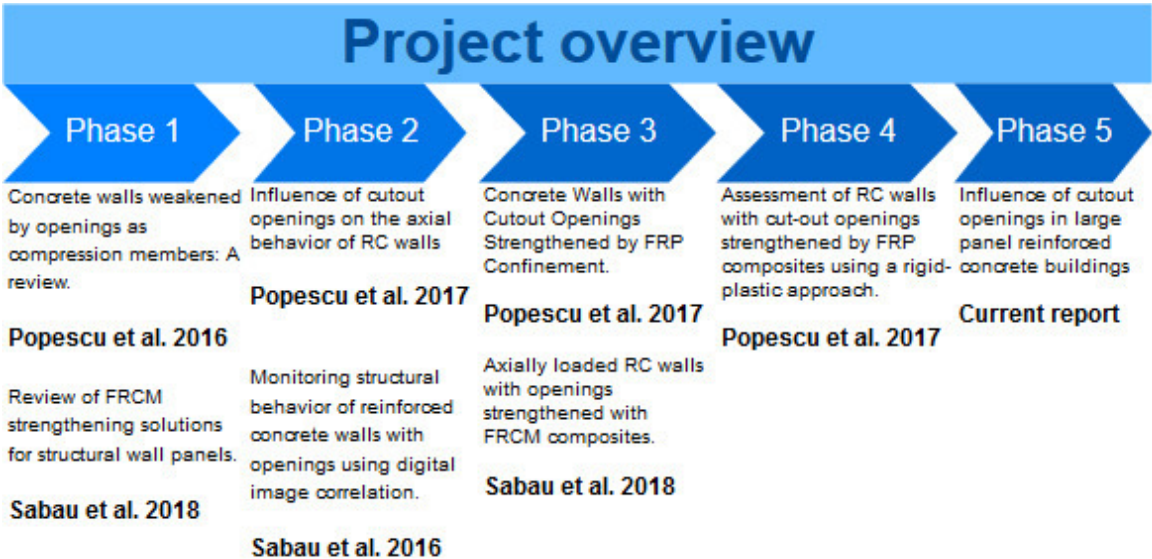 Project overview
Phase 1
Phase 2
Phase 3
Phase 4
Phase 5
Concrete walls weakened
by openings as
compression members: A
review.
Popescu et al. 2016
Review of FRCM
strengthening solutions
for structural wall panels.
Sabau et al. 2018
Influence of cutout
openings on the axial
behavior of RC walls
Popescu et al. 2017
Monitoring structural
behavior of reinforced
concrete walls with
openings using digital
image correlation.
Sabau et al. 2016
Concrete Walls with
Cutout Openings
Strengthened by FRP
Confinement.
Popescu et al. 2017
Axially loaded RC walls
with openings
strengthened with
FRCM composites.
Sabau et al. 2018
Assessment of RC walls
with cut-out openings
strengthened by FRP
composites using a rigid-
plastic approach.
Popescu et al. 2017
Influence of cutout
openings in large
panel reinforced
concrete buildings
Current report